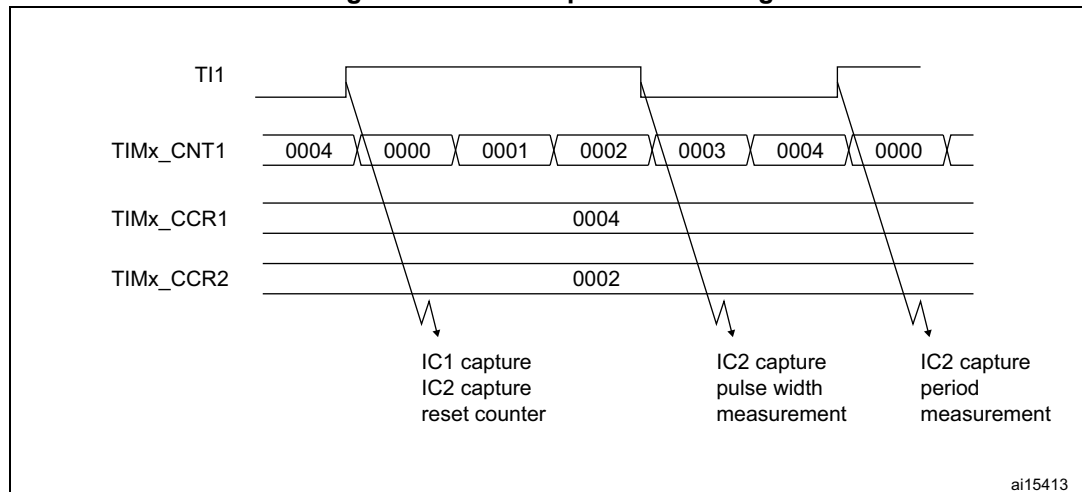 TI1
TIMx_CNT1 0004 0000 0001 0002 0003 0004 0000
TIMx_CCR1 0004
TIMx_CCR2 0002
IC1 capture
IC2 capture
reset counter
IC2 capture
pulse width
measurement
IC2 capture
period
measurement
ai15413